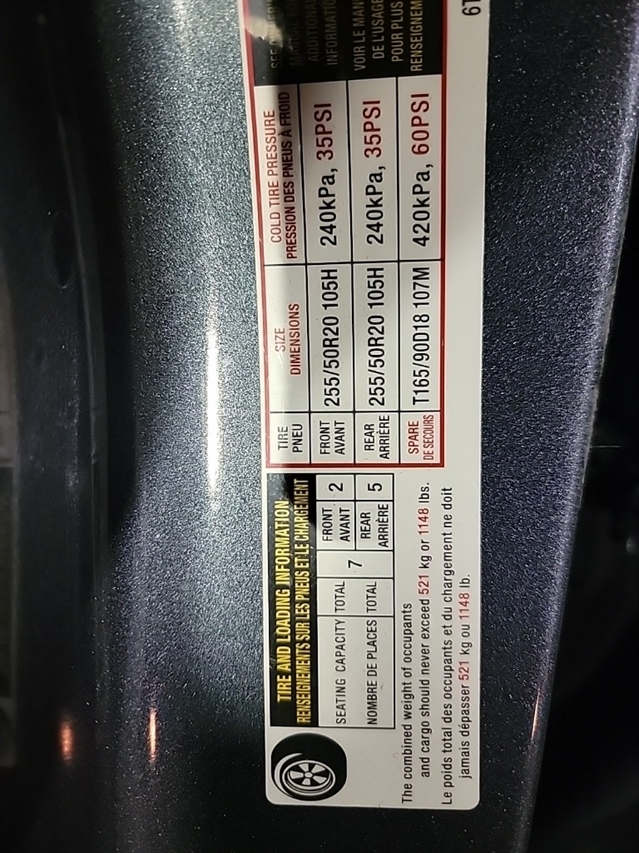 TIRE AND LOADING INFORMATION
RENSEIGNEMENTS SUR LES PNEUS ET LE CHARGEMENT
SEATING CAPACITY TOTAL 7 FRONT AVANT 2
NOMBRE DE PLACES TOTAL REAR ARRIÈRE 5
The combined weight of occupants
and cargo should never exceed 521 kg or 1148 lbs.
Le poids total des occupants et du chargement ne doit
jamais dépasser 521 kg ou 1148 lb.
TIRE SIZE COLD TIRE PRESSURE
PNEU DIMENSIONS PRESSION DES PNEUS À FROID
FRONT AVANT 255/50R20 105H 240kPa, 35PSI
REAR ARRIÈRE 255/50R20 105H 240kPa, 35PSI
SPARE DE SECOURS T165/90D18 107M 420kPa, 60PSI
ADDITIONAL
INFORMATION
VOIR LE MAN
DE L'USAGE
POUR PLUS
RENSEIGNEM
6T